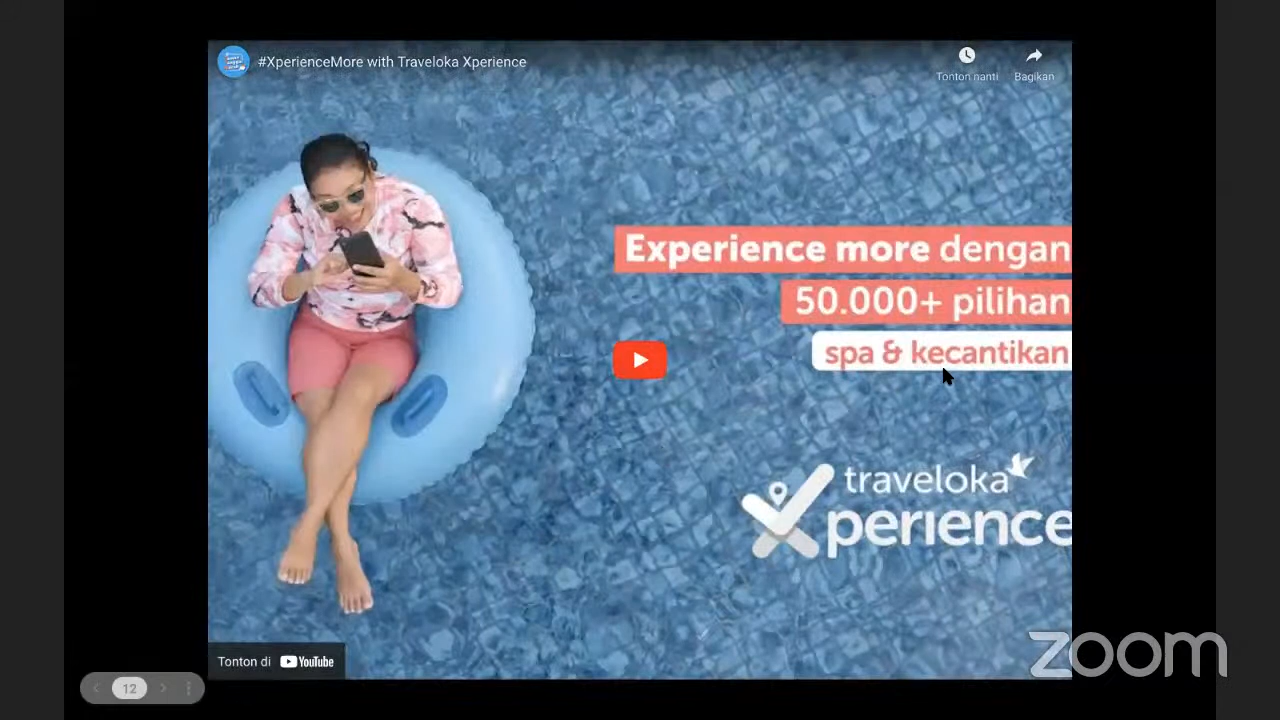 #XperienceMore with Traveloka Xperience
Tonton nanti
Bagikan
Experience more dengan
50.000+ pilihan
spa & kecantikan
traveloka
Xperience
Tonton di YouTube
12
zoom